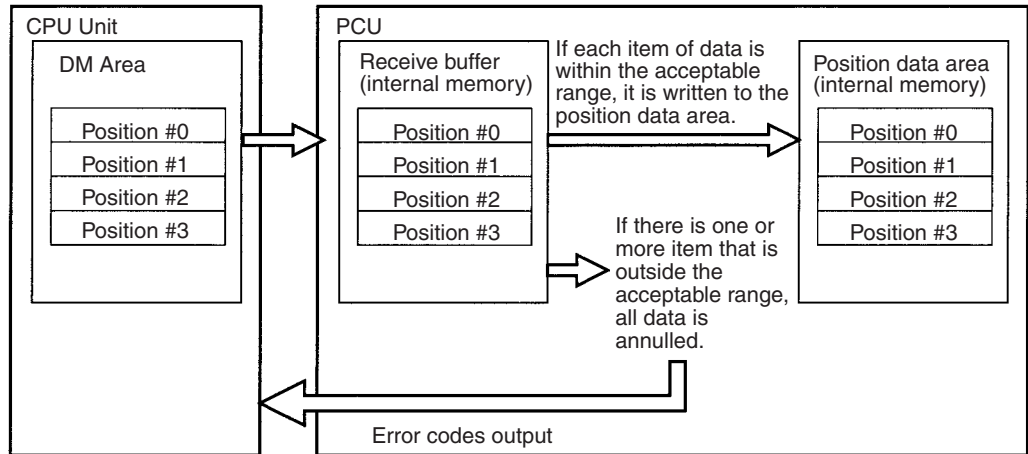 CPU Unit
DM Area
Position #0
Position #1
Position #2
Position #3
PCU
Receive buffer
(internal memory)
Position #0
Position #1
Position #2
Position #3
If each item of data is
within the acceptable
range, it is written to the
position data area.
If there is one or
more item that is
outside the
acceptable range,
all data is
annulled.
Position data area
(internal memory)
Position #0
Position #1
Position #2
Position #3
Error codes output